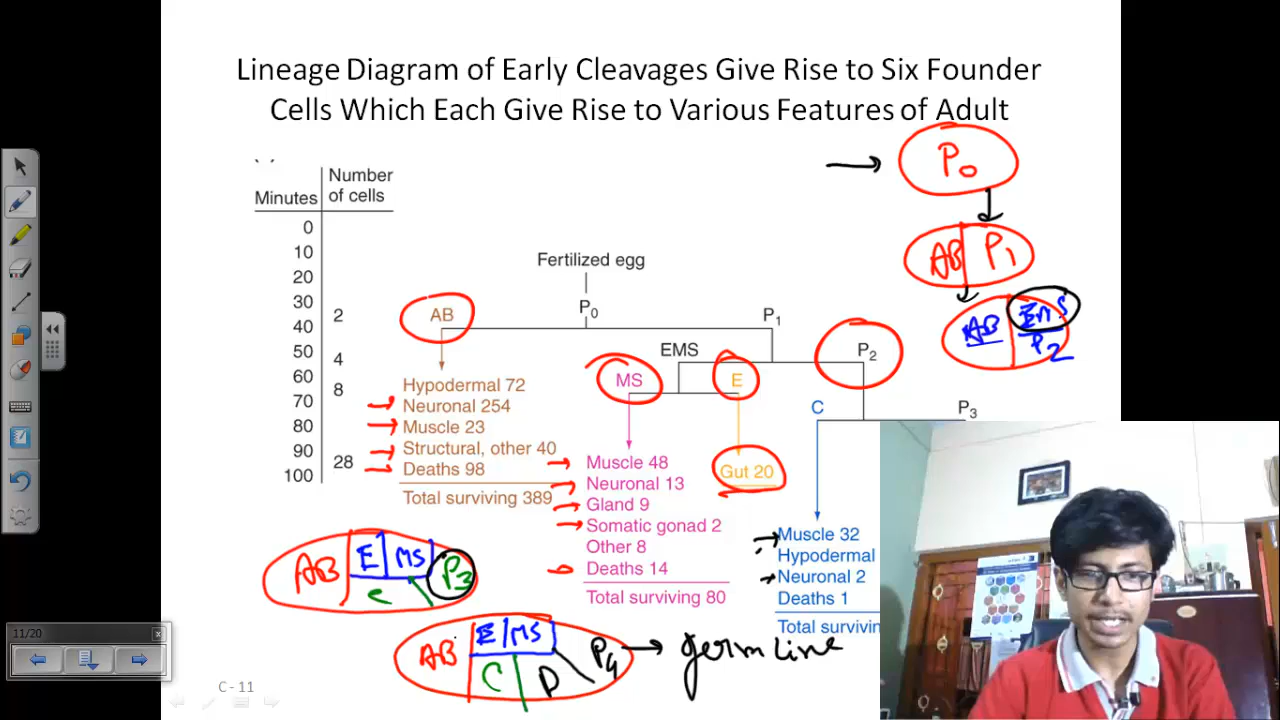 Lineage Diagram of Early Cleavages Give Rise to Six Founder
Cells Which Each Give Rise to Various Features of Adult
P0
AB P1
AB EMS
P2
Minutes
Number
of cells
0
10
20
30 2
40
50 4
60
70 8
80
90
100 28
Fertilized egg
P0
AB
P1
EMS
P2
MS
E
C
P3
Hypodermal 72
Neuronal 254
Muscle 23
Structural, other 40
Deaths 98
Total surviving 389
Muscle 48
Neuronal 13
Gland 9
Somatic gonad 2
Other 8
Deaths 14
Total surviving 80
Gut 20
Muscle 32
Hypodermal
Neuronal 2
Deaths 1
Total
AB E MS P3
C
AB E MS P4 germ line
C D
11/20
C - 11